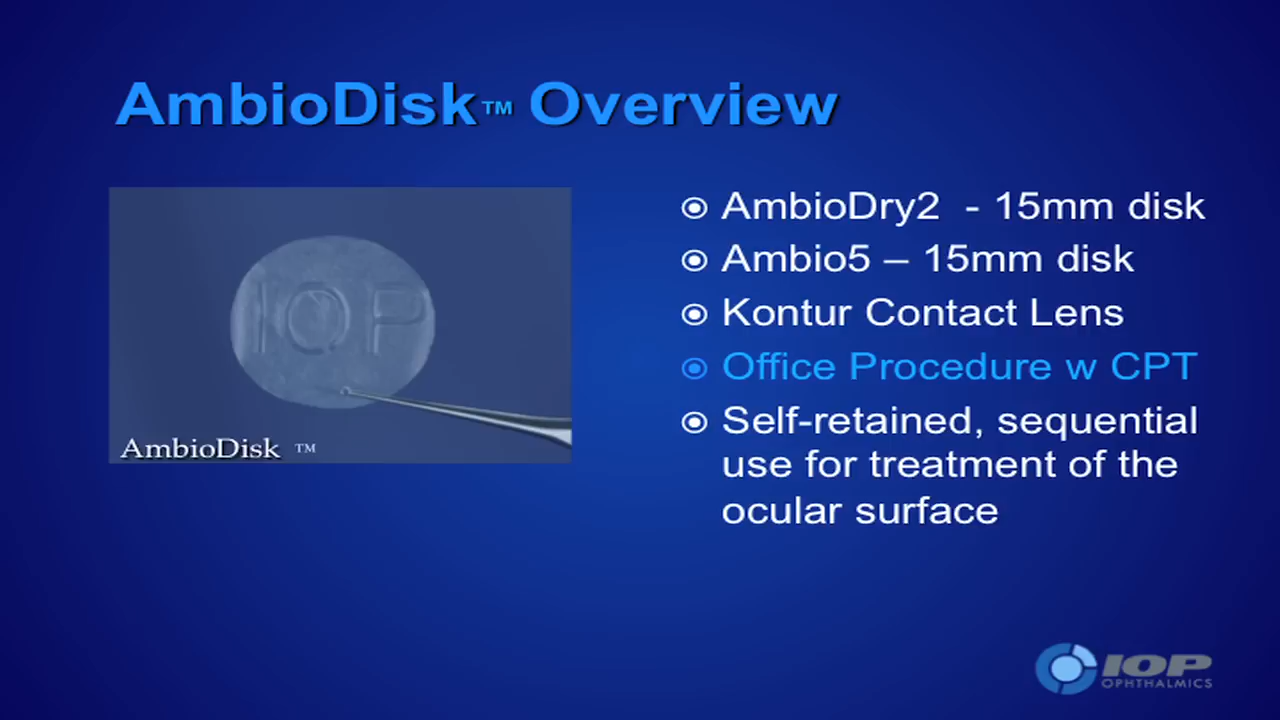 AmbioDisk™ Overview
IOP
AmbioDisk ™
AmbioDry2 - 15mm disk
Ambio5 – 15mm disk
Kontur Contact Lens
Office Procedure w CPT
Self-retained, sequential
use for treatment of the
ocular surface
IOP
OPHTHALMICS